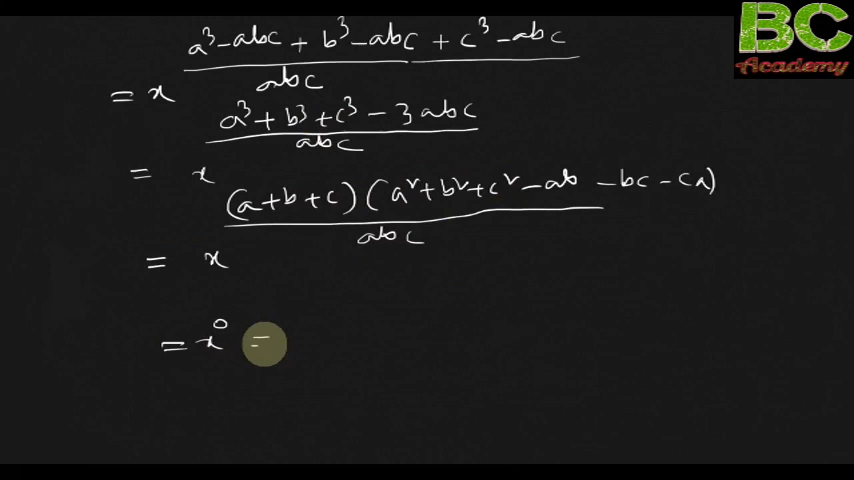 BC
Academy
= x^((a³-abc + b³-abc + c³-abc)/(abc))
= x^((a³ + b³ + c³ - 3abc)/(abc))
= x^(((a+b+c)(a²+b²+c²-ab-bc-ca))/(abc))
= x⁰ =